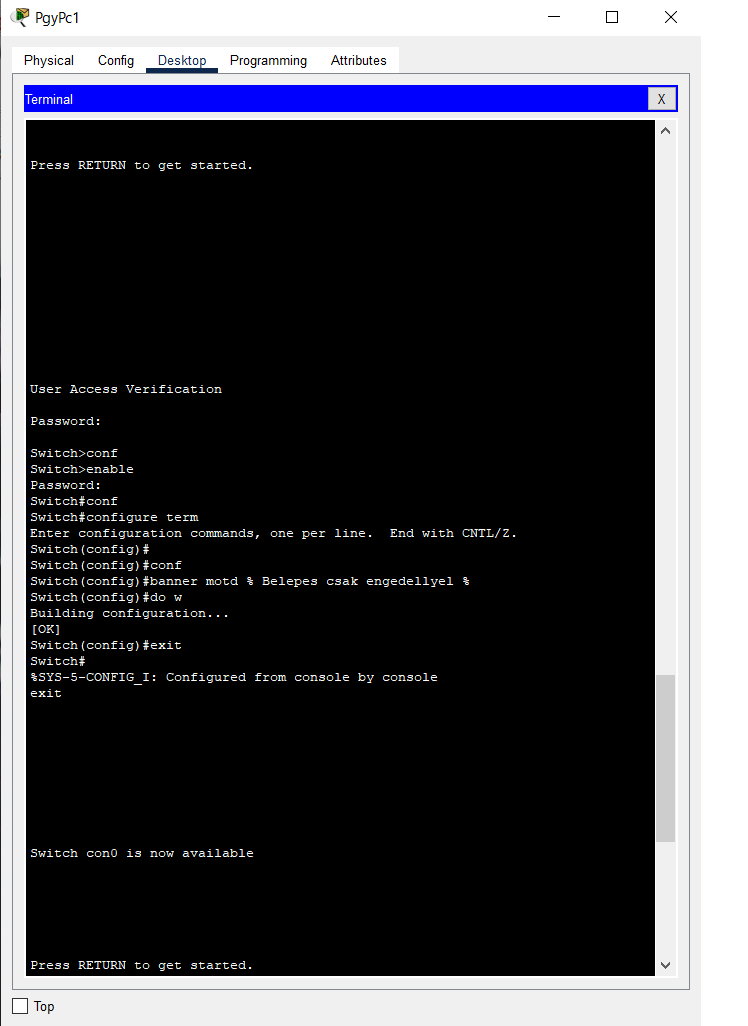 PgyPc1
Physical Config Desktop Programming Attributes
Terminal X
Press RETURN to get started.
User Access Verification
Password:
Switch>conf
Switch>enable
Password:
Switch#conf
Switch#configure term
Enter configuration commands, one per line.  End with CNTL/Z.
Switch(config)#
Switch(config)#conf
Switch(config)#banner motd % Belepes csak engedellyel %
Switch(config)#do w
Building configuration...
[OK]
Switch(config)#exit
Switch#
%SYS-5-CONFIG_I: Configured from console by console
exit
Switch con0 is now available
Press RETURN to get started.
Top